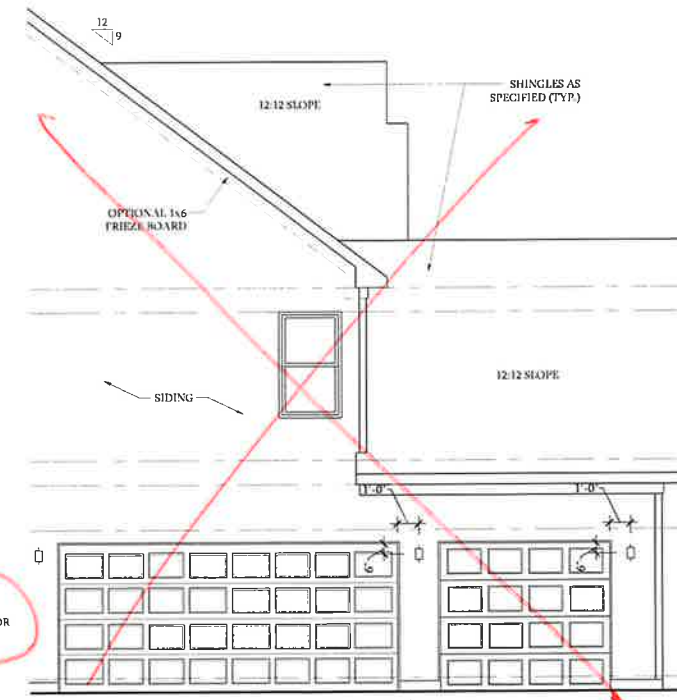 12
9
12:12 SLOPE
SHINGLES AS
SPECIFIED (TYP.)
OPTIONAL 1x6
FRIEZE BOARD
SIDING
12:12 SLOPE
1'-0"
1'-0"
6"
6"
OR